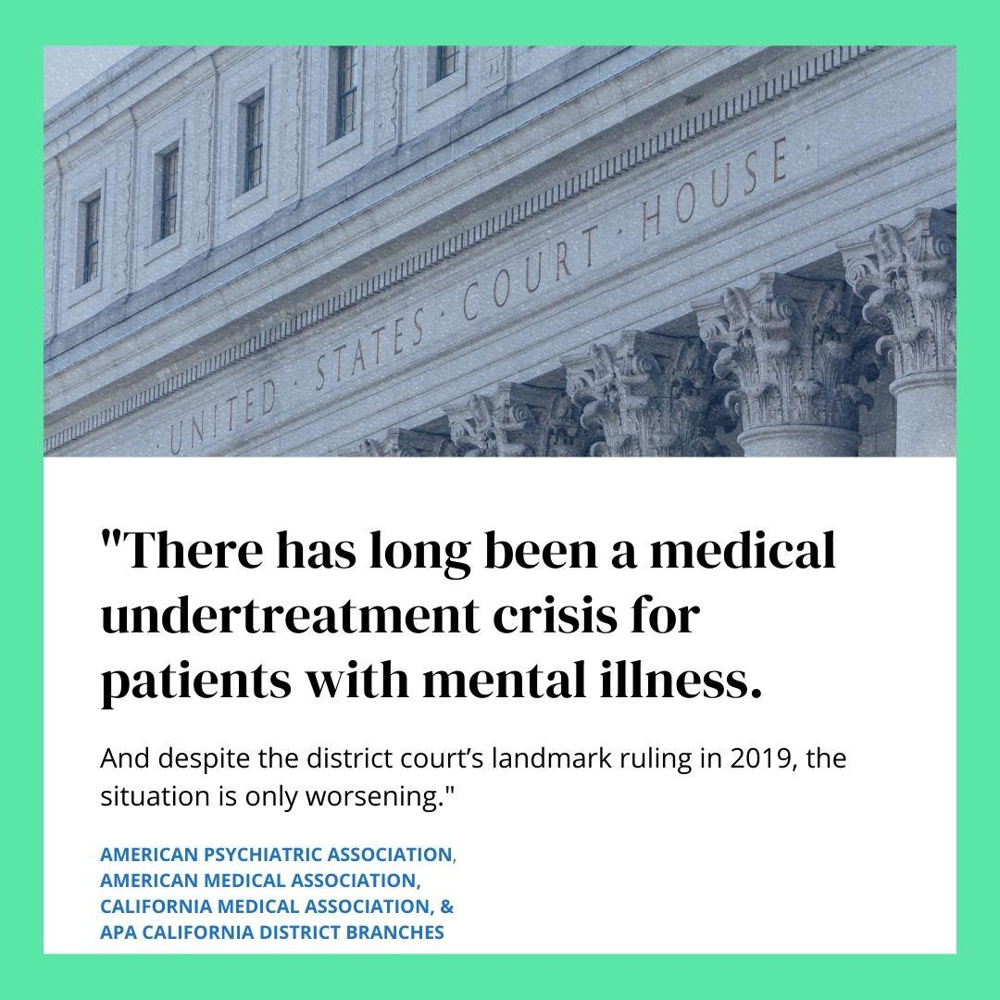 · UNITED · STATES · COURT · HOUSE ·
"There has long been a medical
undertreatment crisis for
patients with mental illness.
And despite the district court’s landmark ruling in 2019, the
situation is only worsening."
AMERICAN PSYCHIATRIC ASSOCIATION,
AMERICAN MEDICAL ASSOCIATION,
CALIFORNIA MEDICAL ASSOCIATION, &
APA CALIFORNIA DISTRICT BRANCHES